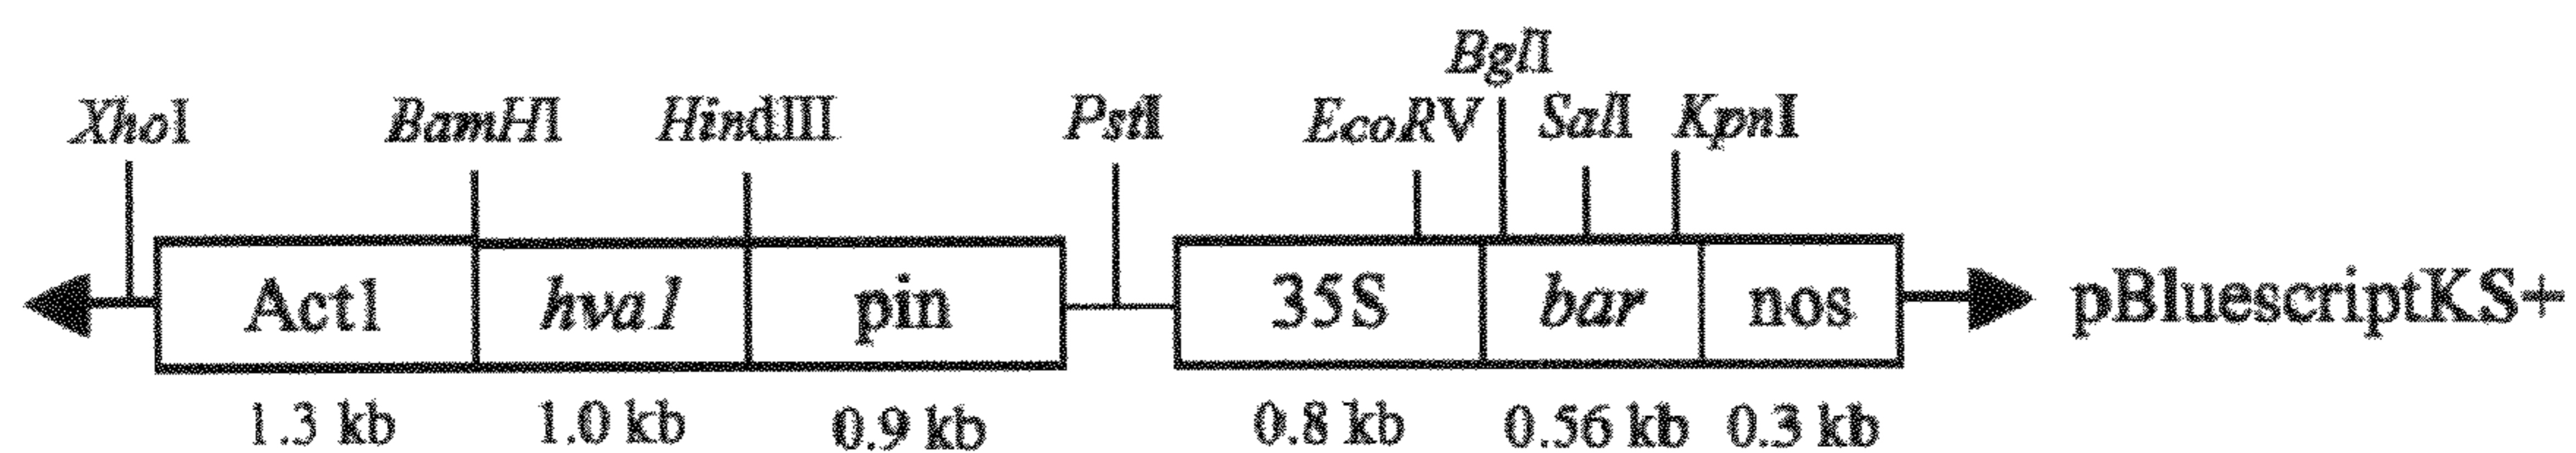 BglI
XhoI BamHI HindIII PstI EcoRV SalI KpnI
Act1 hva1 pin 35S bar nos pBluescriptKS+
1.3 kb 1.0 kb 0.9 kb 0.8 kb 0.56 kb 0.3 kb